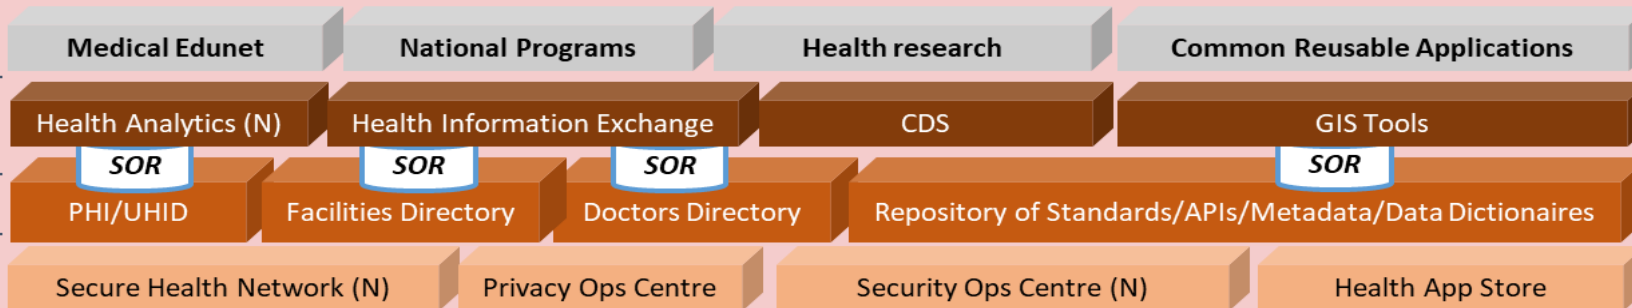 Medical Edunet
National Programs
Health research
Common Reusable Applications
Health Analytics (N)
Health Information Exchange
CDS
GIS Tools
SOR
SOR
SOR
SOR
PHI/UHID
Facilities Directory
Doctors Directory
Repository of Standards/APIs/Metadata/Data Dictionaires
Secure Health Network (N)
Privacy Ops Centre
Security Ops Centre (N)
Health App Store